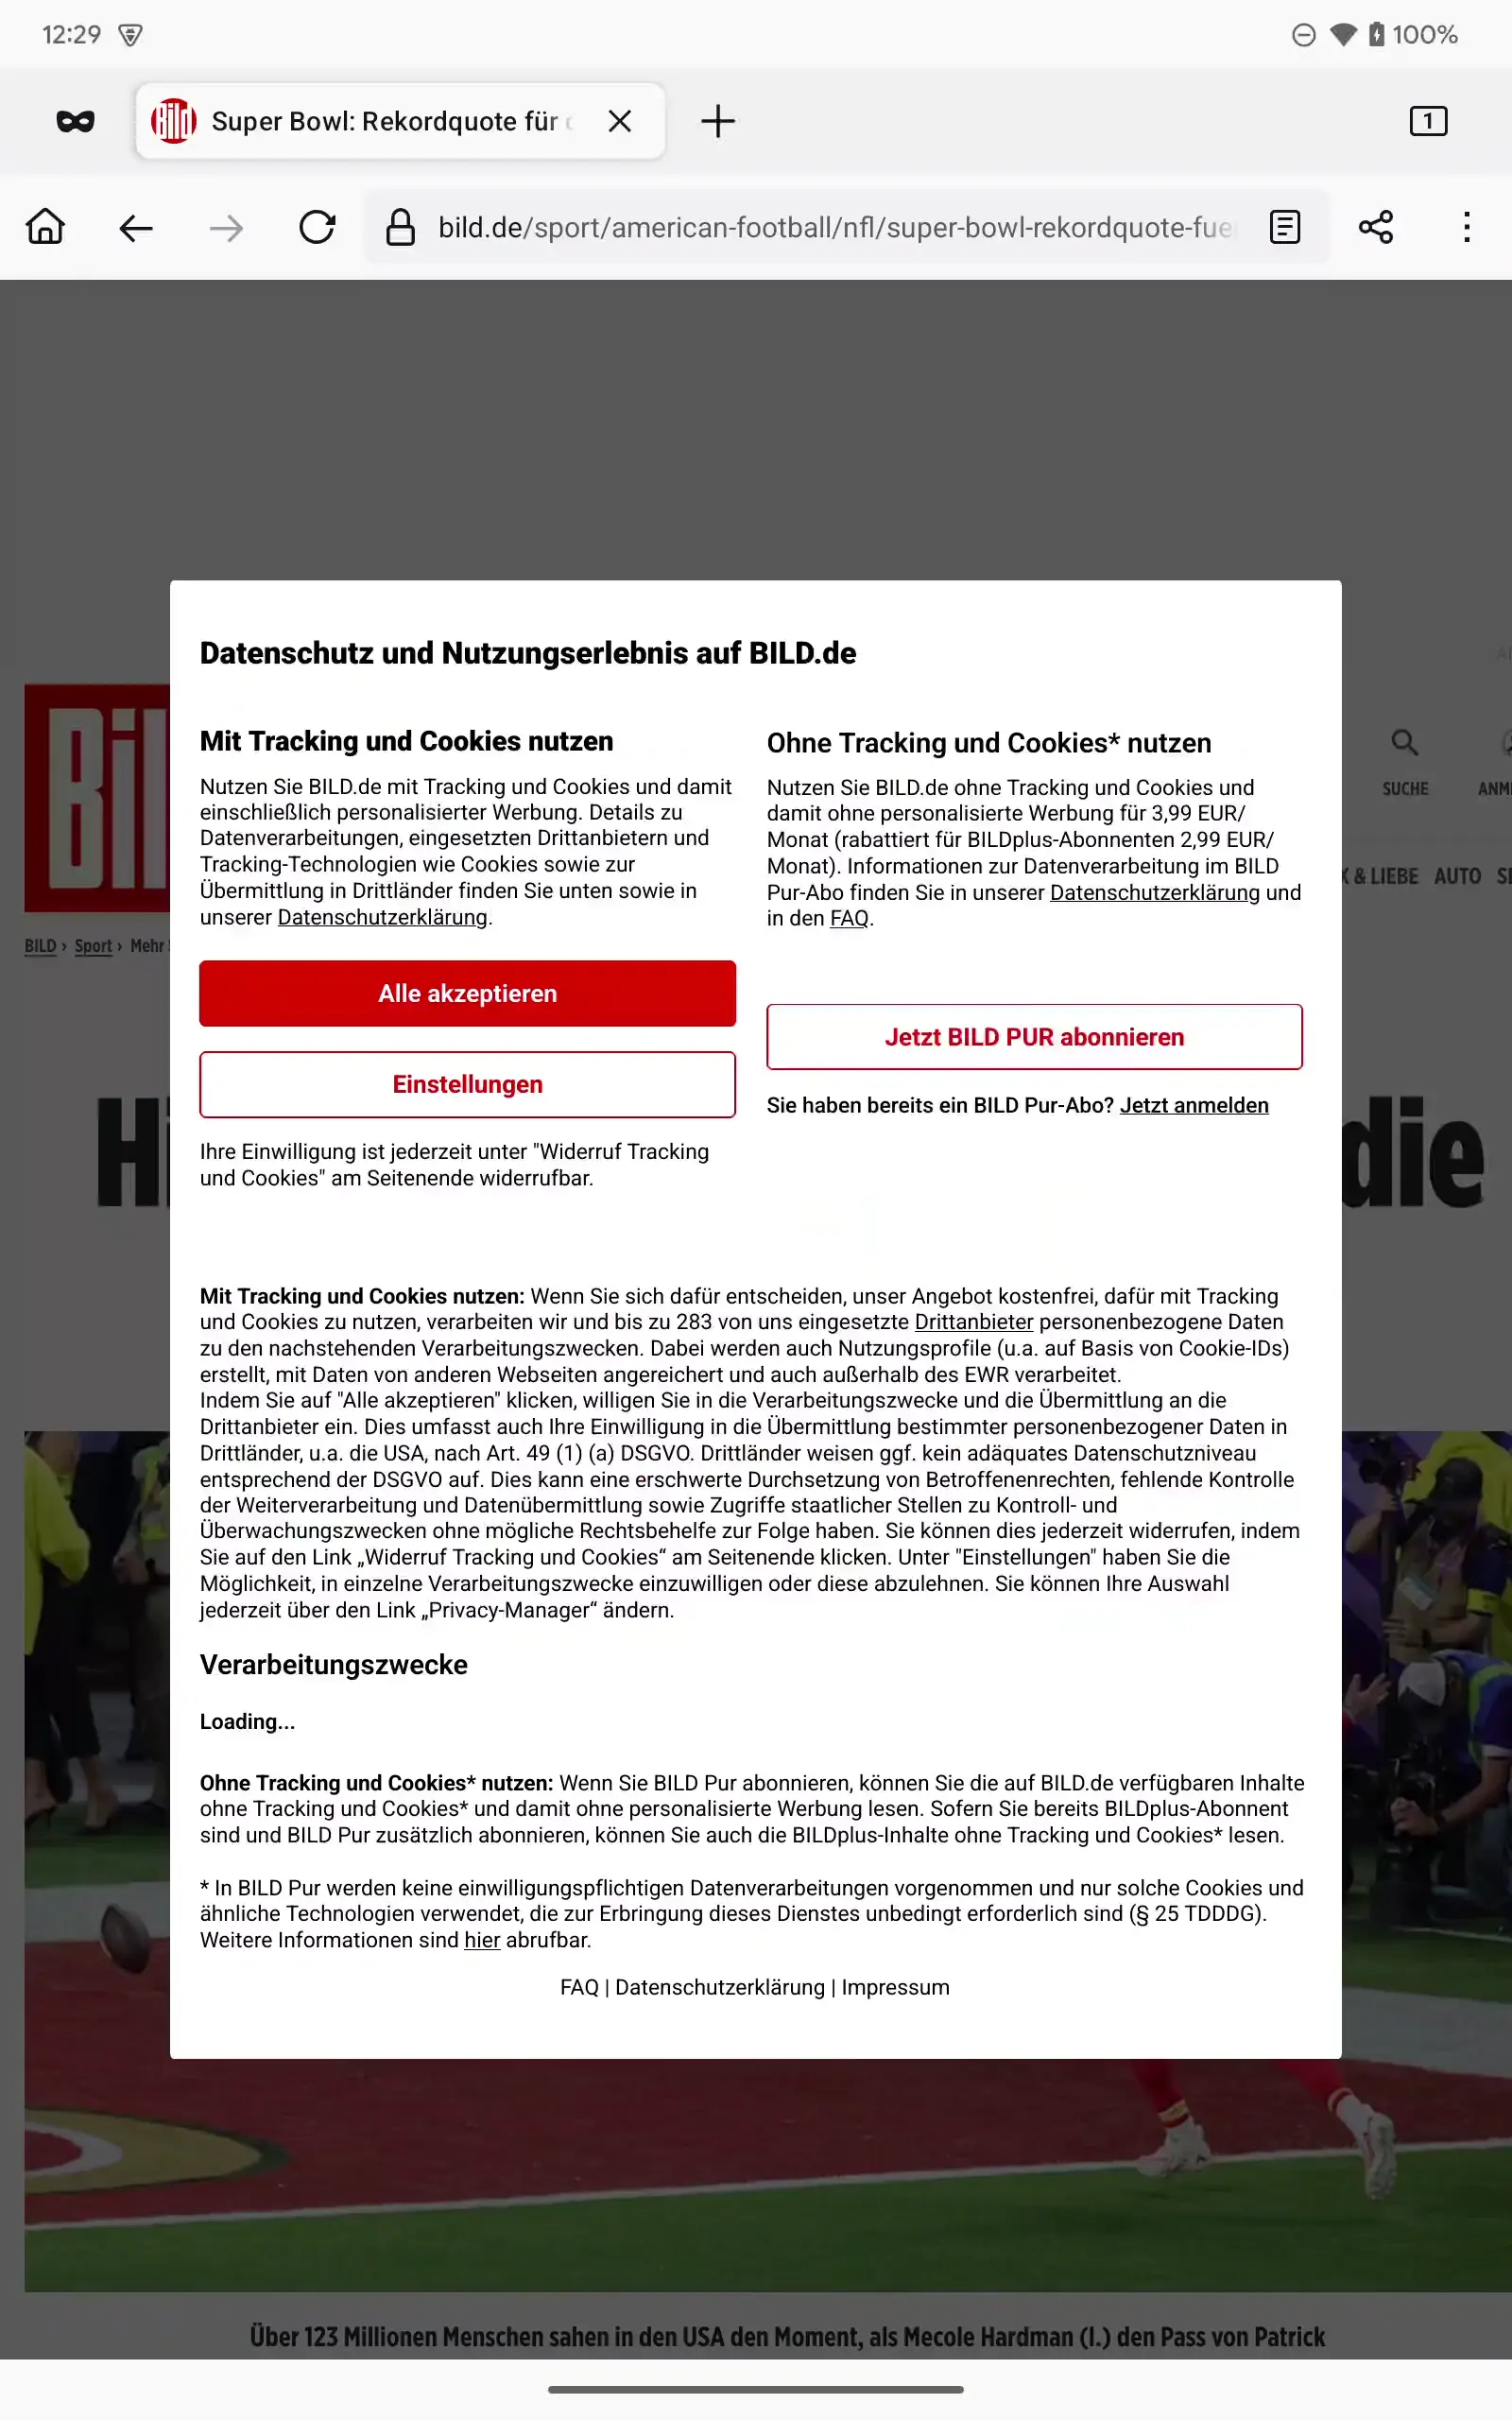 12:29
100%
Bild Super Bowl: Rekordquote für
1
bild.de/sport/american-football/nfl/super-bowl-rekordquote-fue
Datenschutz und Nutzungserlebnis auf BILD.de
Mit Tracking und Cookies nutzen
Nutzen Sie BILD.de mit Tracking und Cookies und damit
einschließlich personalisierter Werbung. Details zu
Datenverarbeitungen, eingesetzten Drittanbietern und
Tracking-Technologien wie Cookies sowie zur
Übermittlung in Drittländer finden Sie unten sowie in
unserer Datenschutzerklärung.
Alle akzeptieren
Einstellungen
Ihre Einwilligung ist jederzeit unter "Widerruf Tracking
und Cookies" am Seitenende widerrufbar.
Ohne Tracking und Cookies* nutzen
Nutzen Sie BILD.de ohne Tracking und Cookies und
damit ohne personalisierte Werbung für 3,99 EUR/
Monat (rabattiert für BILDplus-Abonnenten 2,99 EUR/
Monat). Informationen zur Datenverarbeitung im BILD
Pur-Abo finden Sie in unserer Datenschutzerklärung und
in den FAQ.
Jetzt BILD PUR abonnieren
Sie haben bereits ein BILD Pur-Abo? Jetzt anmelden
SUCHE
& LIEBE AUTO
BILD › Sport › Mehr
die
Mit Tracking und Cookies nutzen: Wenn Sie sich dafür entscheiden, unser Angebot kostenfrei, dafür mit Tracking
und Cookies zu nutzen, verarbeiten wir und bis zu 283 von uns eingesetzte Drittanbieter personenbezogene Daten
zu den nachstehenden Verarbeitungszwecken. Dabei werden auch Nutzungsprofile (u.a. auf Basis von Cookie-IDs)
erstellt, mit Daten von anderen Webseiten angereichert und auch außerhalb des EWR verarbeitet.
Indem Sie auf "Alle akzeptieren" klicken, willigen Sie in die Verarbeitungszwecke und die Übermittlung an die
Drittanbieter ein. Dies umfasst auch Ihre Einwilligung in die Übermittlung bestimmter personenbezogener Daten in
Drittländer, u.a. die USA, nach Art. 49 (1) (a) DSGVO. Drittländer weisen ggf. kein adäquates Datenschutzniveau
entsprechend der DSGVO auf. Dies kann eine erschwerte Durchsetzung von Betroffenenrechten, fehlende Kontrolle
der Weiterverarbeitung und Datenübermittlung sowie Zugriffe staatlicher Stellen zu Kontroll- und
Überwachungszwecken ohne mögliche Rechtsbehelfe zur Folge haben. Sie können dies jederzeit widerrufen, indem
Sie auf den Link „Widerruf Tracking und Cookies“ am Seitenende klicken. Unter "Einstellungen" haben Sie die
Möglichkeit, in einzelne Verarbeitungszwecke einzuwilligen oder diese abzulehnen. Sie können Ihre Auswahl
jederzeit über den Link „Privacy-Manager“ ändern.
Verarbeitungszwecke
Loading...
Ohne Tracking und Cookies* nutzen: Wenn Sie BILD Pur abonnieren, können Sie die auf BILD.de verfügbaren Inhalte
ohne Tracking und Cookies* und damit ohne personalisierte Werbung lesen. Sofern Sie bereits BILDplus-Abonnent
sind und BILD Pur zusätzlich abonnieren, können Sie auch die BILDplus-Inhalte ohne Tracking und Cookies* lesen.
* In BILD Pur werden keine einwilligungspflichtigen Datenverarbeitungen vorgenommen und nur solche Cookies und
ähnliche Technologien verwendet, die zur Erbringung dieses Dienstes unbedingt erforderlich sind (§ 25 TDDDG).
Weitere Informationen sind hier abrufbar.
FAQ | Datenschutzerklärung | Impressum
Über 123 Millionen Menschen sahen in den USA den Moment, als Mecole Hardman (l.) den Pass von Patrick